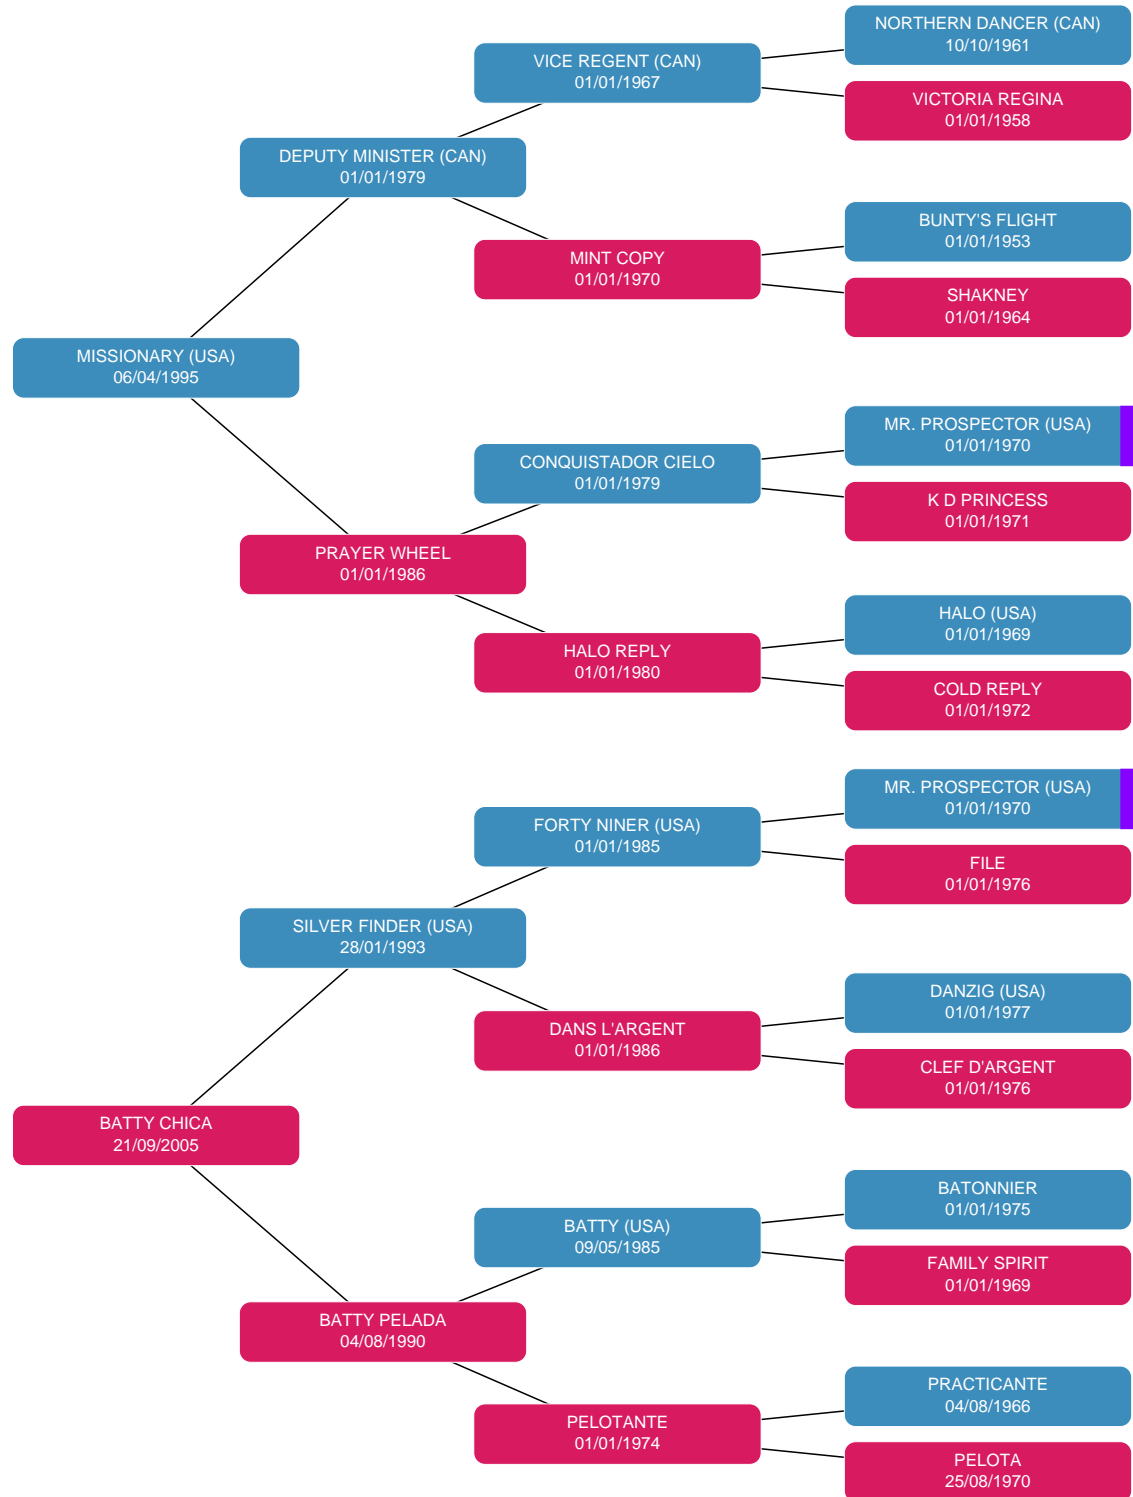 NORTHERN DANCER (CAN)
10/10/1961
VICE REGENT (CAN)
01/01/1967
VICTORIA REGINA
01/01/1958
DEPUTY MINISTER (CAN)
01/01/1979
BUNTY'S FLIGHT
01/01/1953
MINT COPY
01/01/1970
SHAKNEY
01/01/1964
MISSIONARY (USA)
06/04/1995
MR. PROSPECTOR (USA)
01/01/1970
CONQUISTADOR CIELO
01/01/1979
K D PRINCESS
01/01/1971
PRAYER WHEEL
01/01/1986
HALO (USA)
01/01/1969
HALO REPLY
01/01/1980
COLD REPLY
01/01/1972
MR. PROSPECTOR (USA)
01/01/1970
FORTY NINER (USA)
01/01/1985
FILE
01/01/1976
SILVER FINDER (USA)
28/01/1993
DANZIG (USA)
01/01/1977
DANS L'ARGENT
01/01/1986
CLEF D'ARGENT
01/01/1976
BATTY CHICA
21/09/2005
BATONNIER
01/01/1975
BATTY (USA)
09/05/1985
FAMILY SPIRIT
01/01/1969
BATTY PELADA
04/08/1990
PRACTICANTE
04/08/1966
PELOTANTE
01/01/1974
PELOTA
25/08/1970